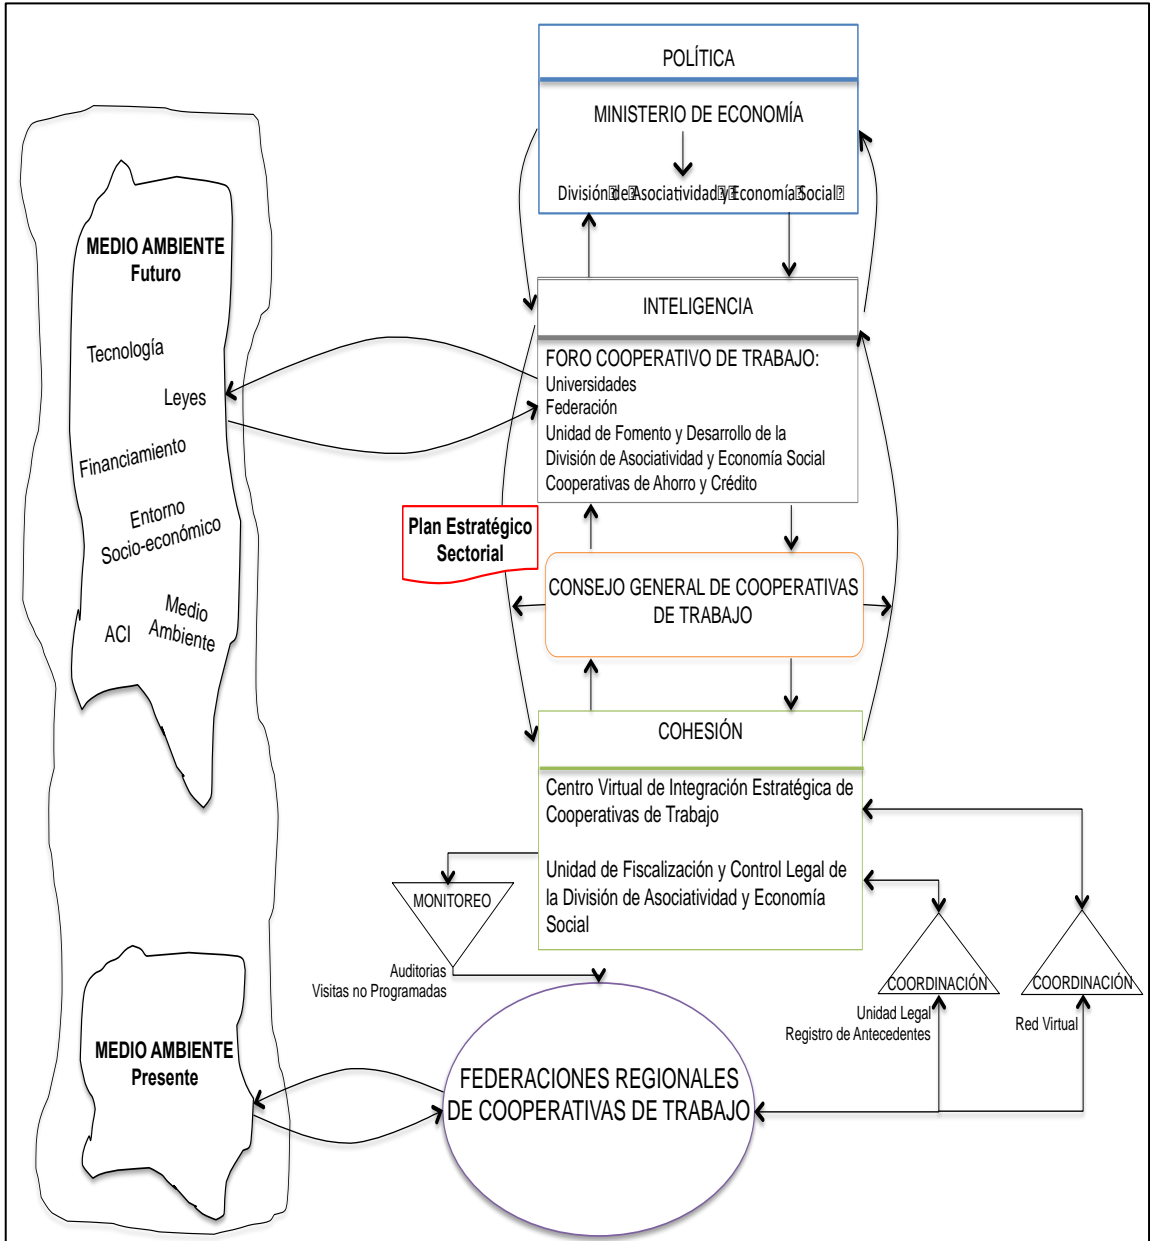 POLÍTICA
MINISTERIO DE ECONOMÍA
División de Asociatividad y Economía Social
MEDIO AMBIENTE
Futuro
Tecnología
Leyes
Financiamiento
Entorno
Socio-económico
Medio
Ambiente
ACI
INTELIGENCIA
FORO COOPERATIVO DE TRABAJO:
Universidades
Federación
Unidad de Fomento y Desarrollo de la
División de Asociatividad y Economía Social
Cooperativas de Ahorro y Crédito
Plan Estratégico
Sectorial
CONSEJO GENERAL DE COOPERATIVAS
DE TRABAJO
COHESIÓN
Centro Virtual de Integración Estratégica de
Cooperativas de Trabajo
Unidad de Fiscalización y Control Legal de
la División de Asociatividad y Economía
Social
MONITOREO
Auditorias
Visitas no Programadas
COORDINACIÓN
Unidad Legal
Registro de Antecedentes
COORDINACIÓN
Red Virtual
MEDIO AMBIENTE
Presente
FEDERACIONES REGIONALES
DE COOPERATIVAS DE TRABAJO